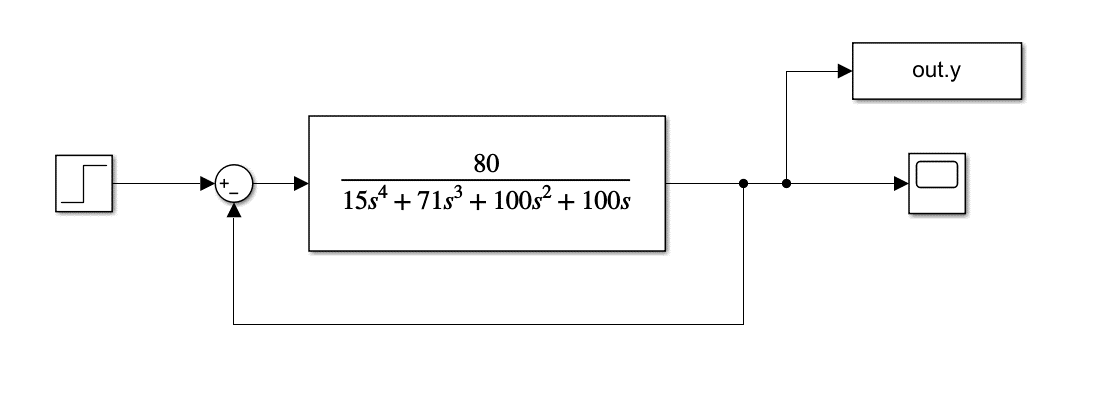 out.y
80
+
−
15s⁴ + 71s³ + 100s² + 100s